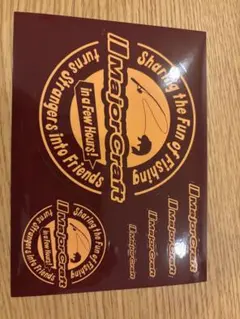 Sharing the Fun of Fishing
MajorCraft
in a Few Hours!
turns Strangers into Friends
Sharing the Fun of Fishing
MajorCraft
in a Few Hours!
turns Strangers into Friends
MajorCraft
MajorCraft
MajorCraft
MajorCraft